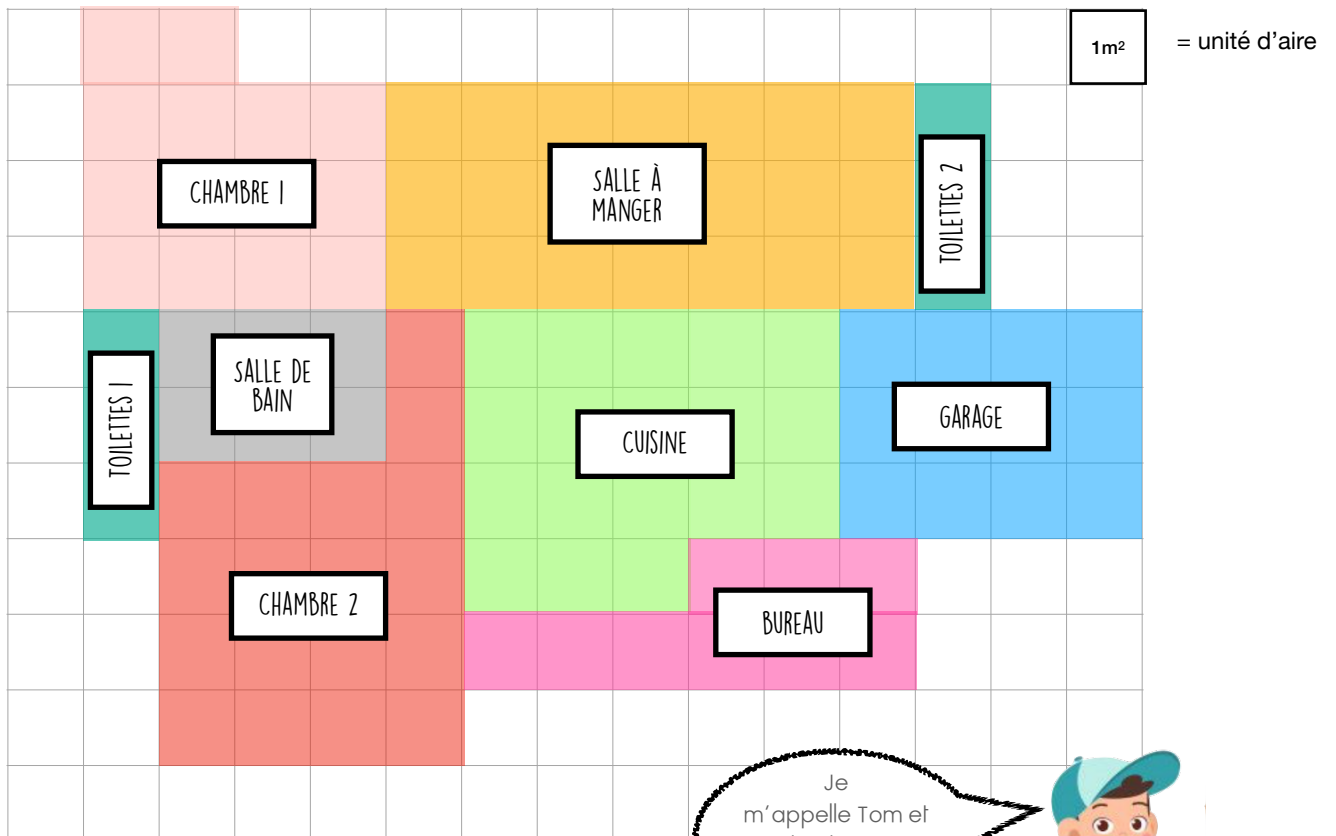 1m²
= unité d’aire
CHAMBRE 1
SALLE À
MANGER
TOILETTES 2
TOILETTES 1
SALLE DE
BAIN
CUISINE
GARAGE
CHAMBRE 2
BUREAU
Je
m’appelle Tom et